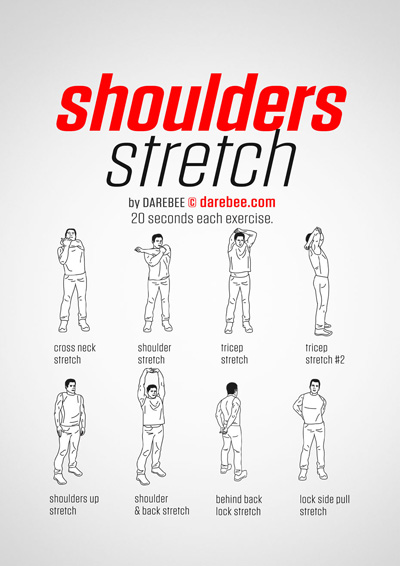 shoulders
stretch
by DAREBEE © darebee.com
20 seconds each exercise.
cross neck
stretch
shoulder
stretch
tricep
stretch
tricep
stretch #2
shoulders up
stretch
shoulder
& back stretch
behind back
lock stretch
lock side pull
stretch